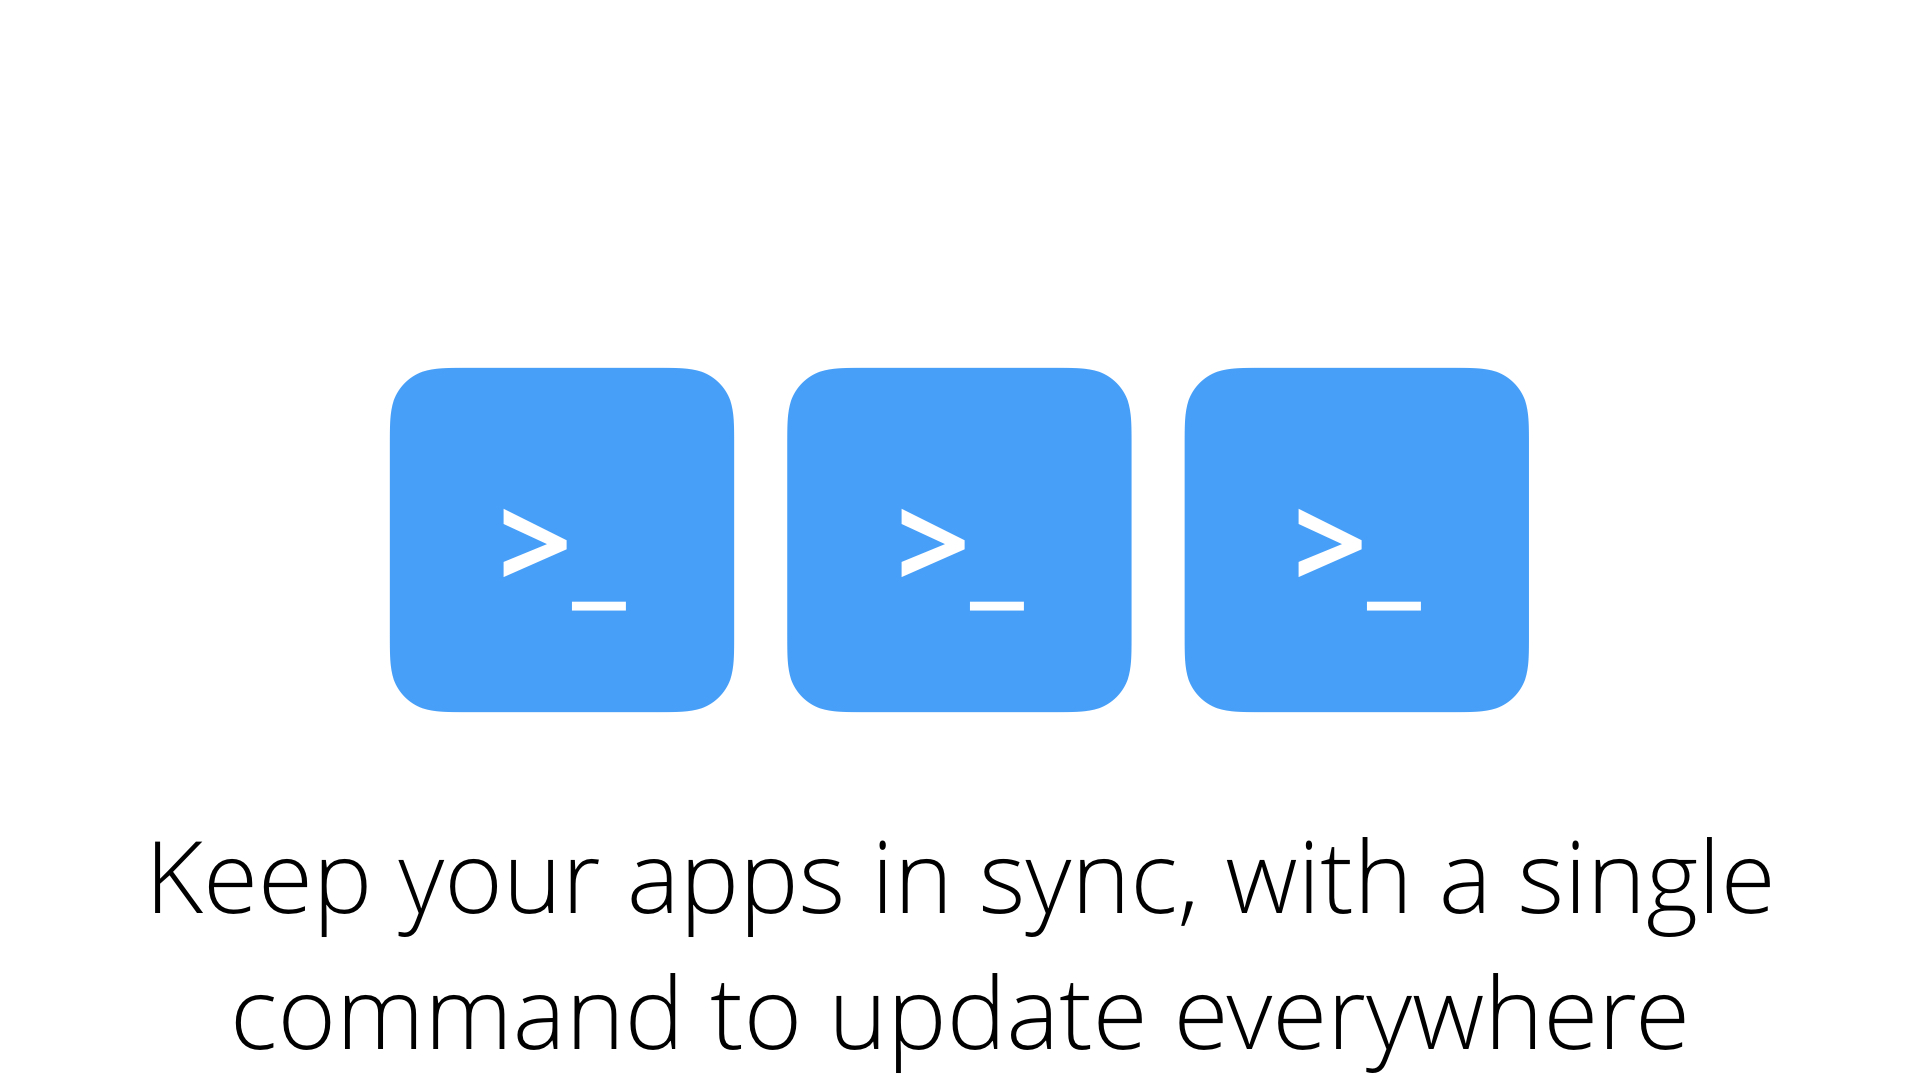 >_ >_ >_
Keep your apps in sync, with a single
command to update everywhere